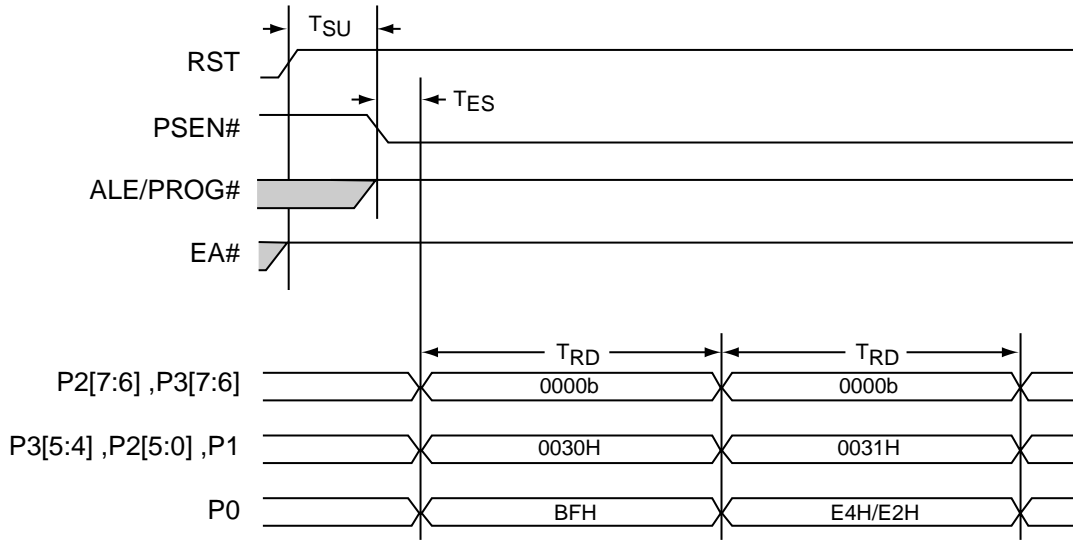 TSU
RST
TES
PSEN#
ALE/PROG#
EA#
TRD TRD
P2[7:6] ,P3[7:6] 0000b 0000b
P3[5:4] ,P2[5:0] ,P1 0030H 0031H
P0 BFH E4H/E2H